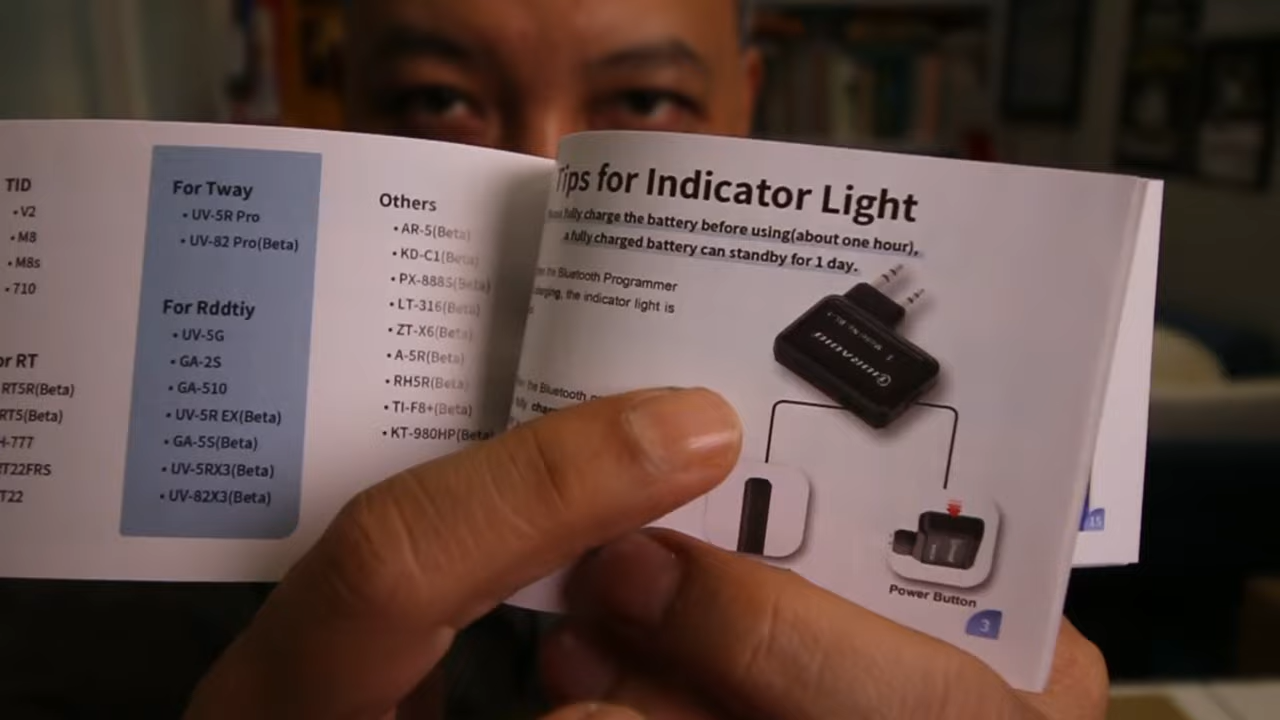 TID
• V2
• M8
• M8s
• 710
RT
RT5R(Beta)
RT5(Beta)
H-777
RT22FRS
T22
For Tway
• UV-5R Pro
• UV-82 Pro(Beta)
For Rddtiy
• UV-5G
• GA-2S
• GA-510
• UV-5R EX(Beta)
• GA-5S(Beta)
• UV-5RX3(Beta)
• UV-82X3(Beta)
Others
• AR-5(Beta)
• KD-C1(Beta)
• PX-888S(Beta)
• LT-316(Beta)
• ZT-X6(Beta)
• A-5R(Beta)
• RH5R(Beta)
• TI-F8+(Beta)
• KT-980HP(Beta)
Tips for Indicator Light
fully charge the battery before using(about one hour),
a fully charged battery can standby for 1 day.
the Bluetooth Programmer
charging, the indicator light is
the Bluetooth
fully
Power Button
3
15